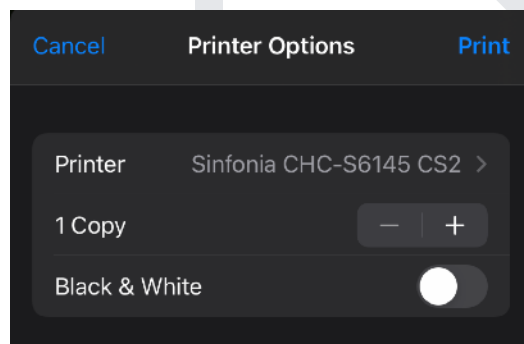 Cancel Printer Options Print
Printer Sinfonia CHC-S6145 CS2 >
1 Copy − +
Black & White